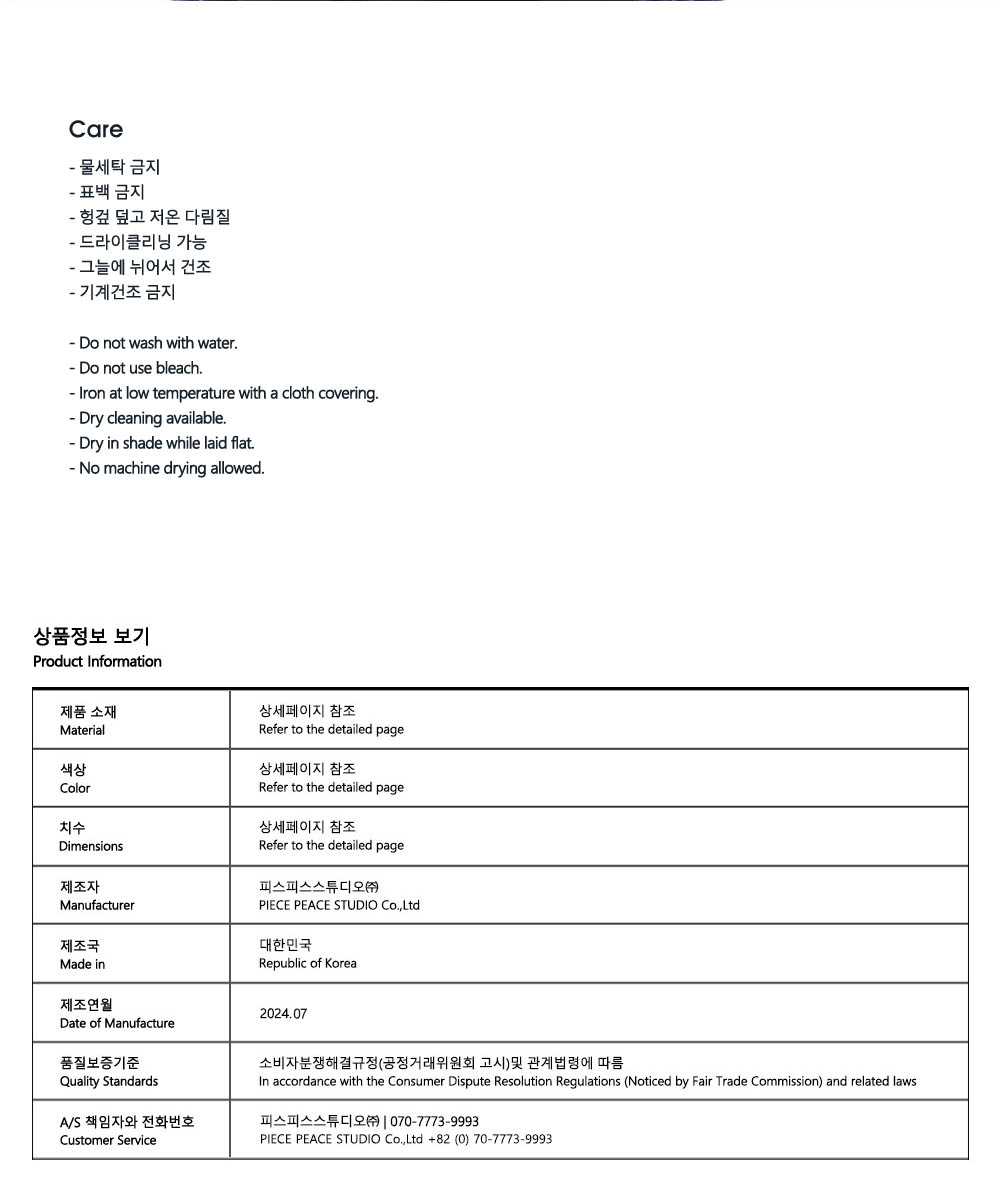 Care
- 물세탁 금지
- 표백 금지
- 헝겊 덮고 저온 다림질
- 드라이클리닝 가능
- 그늘에 뉘어서 건조
- 기계건조 금지
- Do not wash with water.
- Do not use bleach.
- Iron at low temperature with a cloth covering.
- Dry cleaning available.
- Dry in shade while laid flat.
- No machine drying allowed.
상품정보 보기
Product Information
제품 소재
Material
상세페이지 참조
Refer to the detailed page
색상
Color
상세페이지 참조
Refer to the detailed page
치수
Dimensions
상세페이지 참조
Refer to the detailed page
제조자
Manufacturer
피스피스스튜디오㈜
PIECE PEACE STUDIO Co.,Ltd
제조국
Made in
대한민국
Republic of Korea
제조연월
Date of Manufacture
2024.07
품질보증기준
Quality Standards
소비자분쟁해결규정(공정거래위원회 고시)및 관계법령에 따름
In accordance with the Consumer Dispute Resolution Regulations (Noticed by Fair Trade Commission) and related laws
A/S 책임자와 전화번호
Customer Service
피스피스스튜디오㈜ | 070-7773-9993
PIECE PEACE STUDIO Co.,Ltd +82 (0) 70-7773-9993